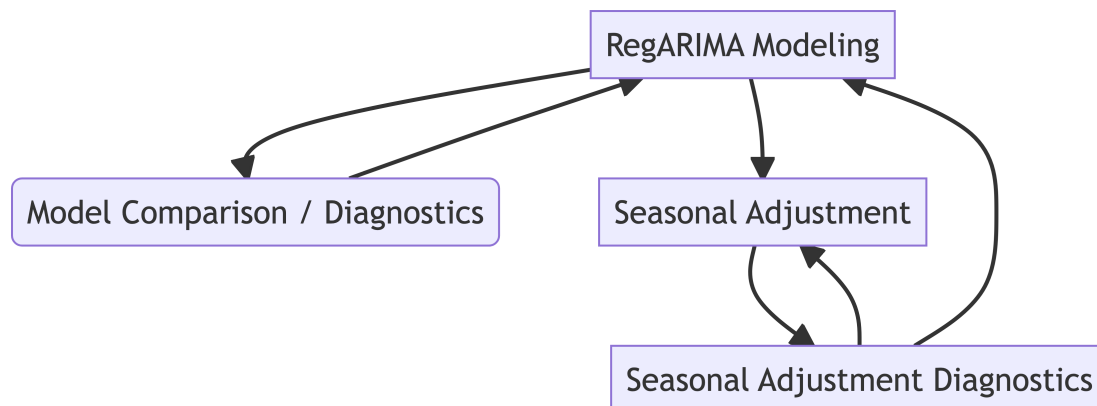 RegARIMA Modeling
Model Comparison / Diagnostics
Seasonal Adjustment
Seasonal Adjustment Diagnostics